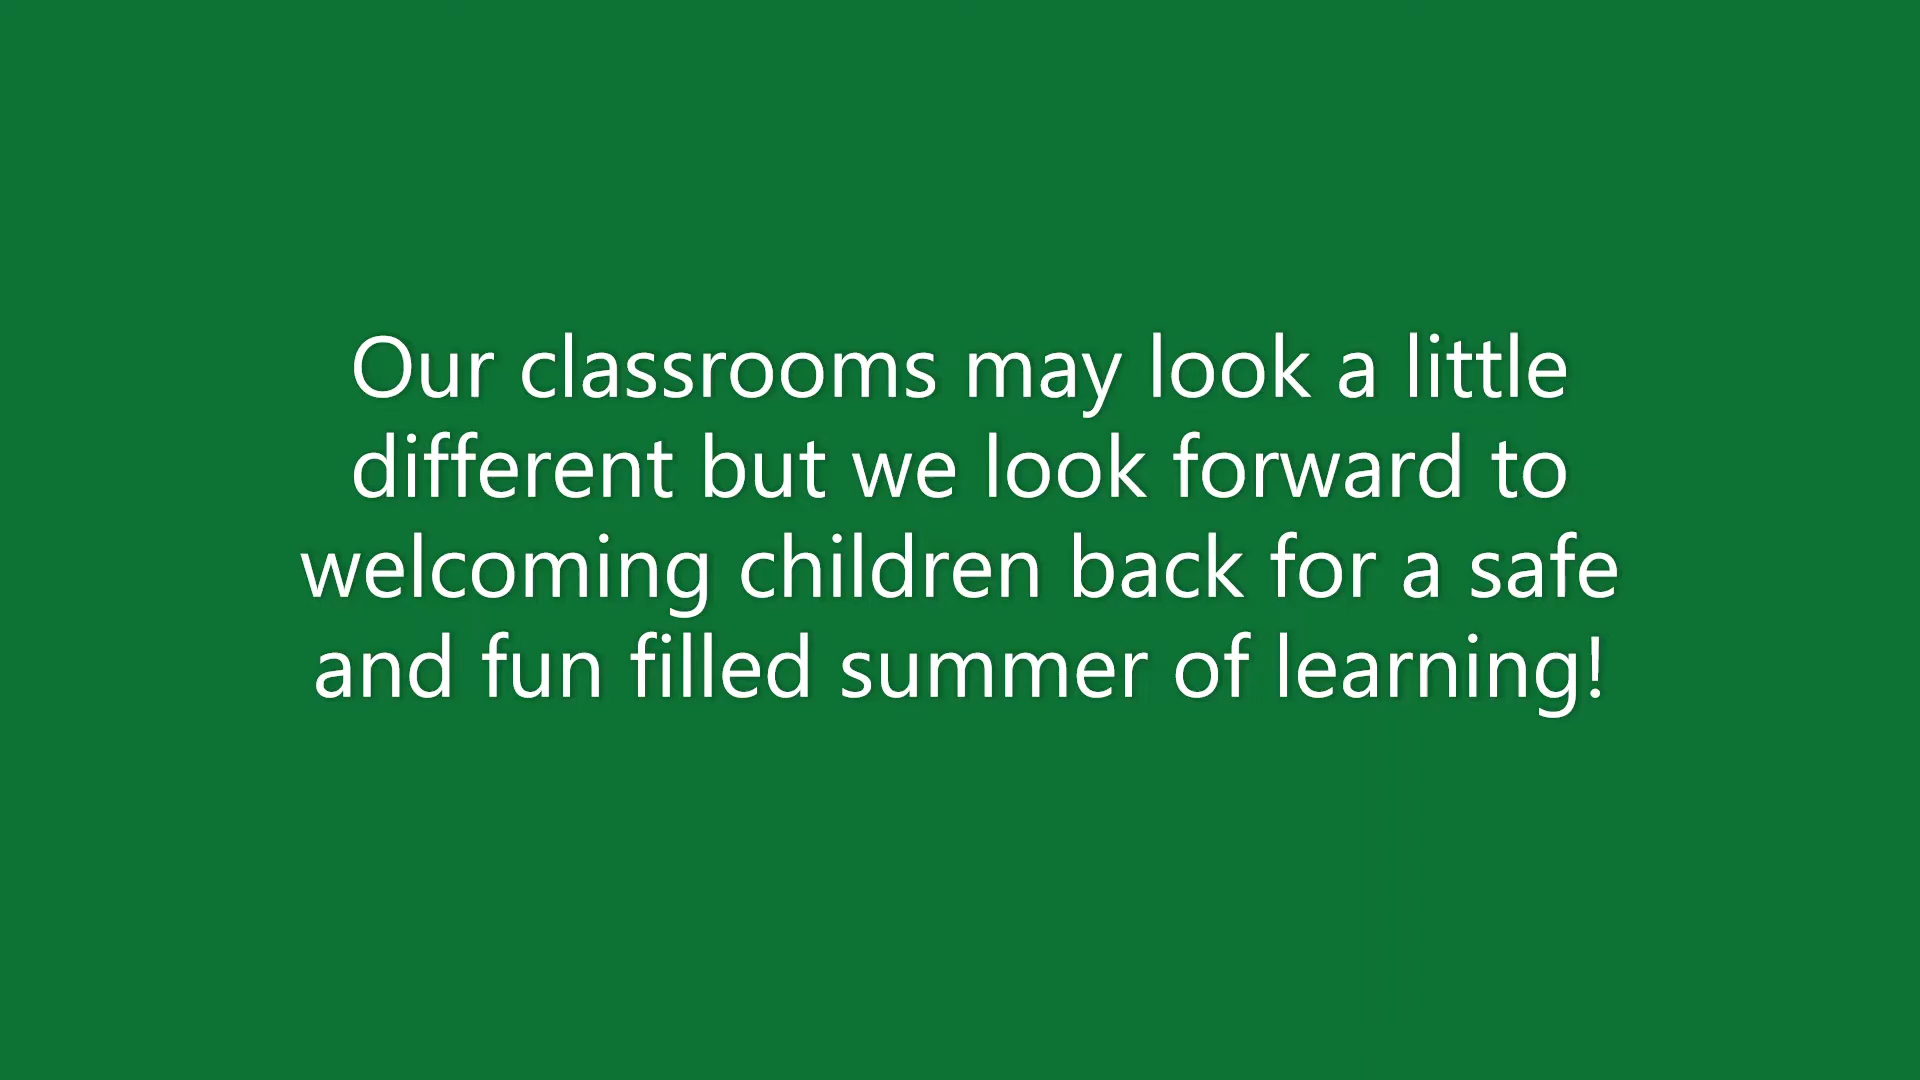 Our classrooms may look a little
different but we look forward to
welcoming children back for a safe
and fun filled summer of learning!